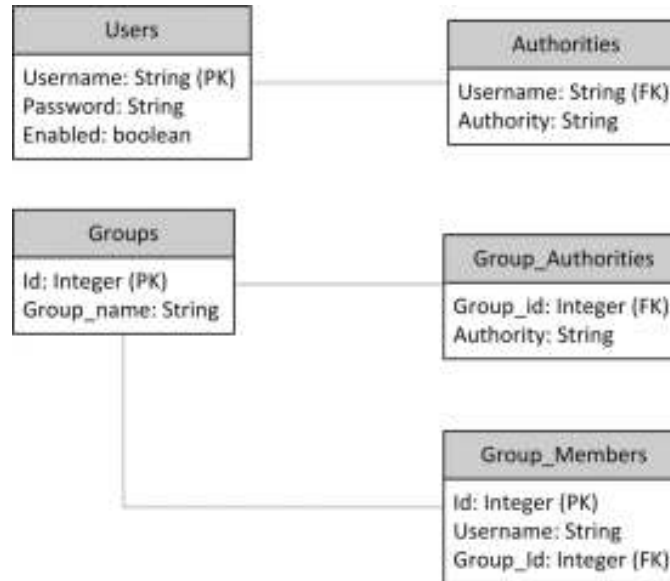 Users
Username: String (PK)
Password: String
Enabled: boolean
Authorities
Username: String (FK)
Authority: String
Groups
Id: Integer (PK)
Group_name: String
Group_Authorities
Group_id: Integer (FK)
Authority: String
Group_Members
Id: Integer (PK)
Username: String
Group_Id: Integer (FK)